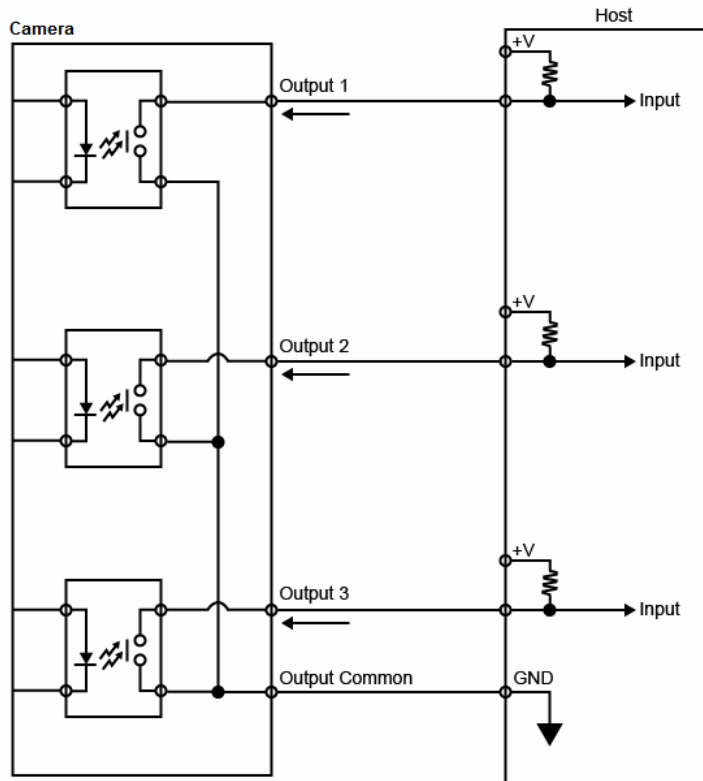 Host
Camera
+V
Output 1
Input
+V
Output 2
Input
+V
Output 3
Input
Output Common
GND